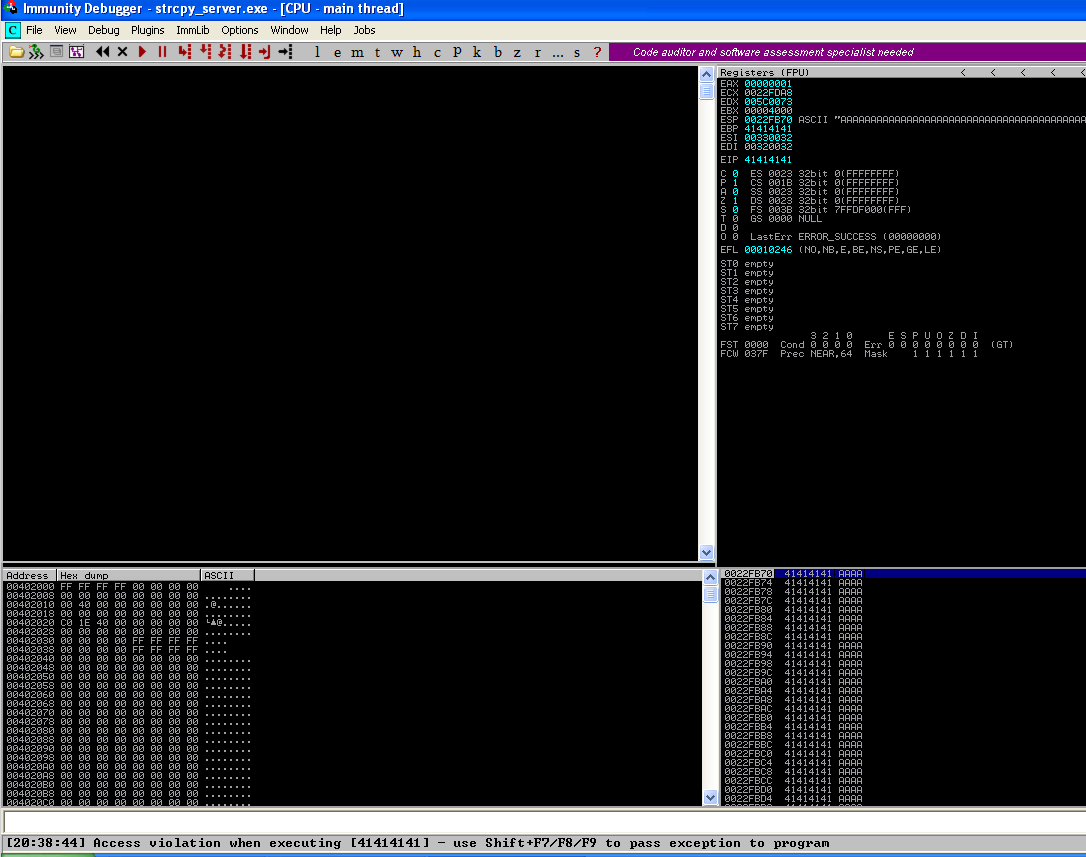 Immunity Debugger - strcpy_server.exe - [CPU - main thread]
C File View Debug Plugins ImmLib Options Window Help Jobs
l e m t w h c P k b z r ... s ? Code auditor and software assessment specialist needed
Registers (FPU) < < < < <
EAX 00000001
ECX 0022FDA8
EDX 005C0073
EBX 00004000
ESP 0022FB70 ASCII "AAAAAAAAAAAAAAAAAAAAAAAAAAAAAAAAAAAAAAAAA
EBP 41414141
ESI 00330032
EDI 00320032
EIP 41414141
C 0 ES 0023 32bit 0(FFFFFFFF)
P 1 CS 001B 32bit 0(FFFFFFFF)
A 0 SS 0023 32bit 0(FFFFFFFF)
Z 1 DS 0023 32bit 0(FFFFFFFF)
S 0 FS 003B 32bit 7FFDF000(FFF)
T 0 GS 0000 NULL
D 0
O 0 LastErr ERROR_SUCCESS (00000000)
EFL 00010246 (NO,NB,E,BE,NS,PE,GE,LE)
ST0 empty
ST1 empty
ST2 empty
ST3 empty
ST4 empty
ST5 empty
ST6 empty
ST7 empty
3 2 1 0 E S P U O Z D I
FST 0000 Cond 0 0 0 0 Err 0 0 0 0 0 0 0 0 (GT)
FCW 037F Prec NEAR,64 Mask 1 1 1 1 1 1
Address Hex dump ASCII
00402000 FF FF FF FF 00 00 00 00 ....
00402008 00 00 00 00 00 00 00 00 ........
00402010 00 40 00 00 00 00 00 00 .@......
00402018 00 00 00 00 00 00 00 00 ........
00402020 C0 1E 40 00 00 00 00 00 └▲@.....
00402028 00 00 00 00 00 00 00 00 ........
00402030 00 00 00 00 FF FF FF FF ....
00402038 00 00 00 00 FF FF FF FF ....
00402040 00 00 00 00 00 00 00 00 ........
00402048 00 00 00 00 00 00 00 00 ........
00402050 00 00 00 00 00 00 00 00 ........
00402058 00 00 00 00 00 00 00 00 ........
00402060 00 00 00 00 00 00 00 00 ........
00402068 00 00 00 00 00 00 00 00 ........
00402070 00 00 00 00 00 00 00 00 ........
00402078 00 00 00 00 00 00 00 00 ........
00402080 00 00 00 00 00 00 00 00 ........
00402088 00 00 00 00 00 00 00 00 ........
00402090 00 00 00 00 00 00 00 00 ........
00402098 00 00 00 00 00 00 00 00 ........
004020A0 00 00 00 00 00 00 00 00 ........
004020A8 00 00 00 00 00 00 00 00 ........
004020B0 00 00 00 00 00 00 00 00 ........
004020B8 00 00 00 00 00 00 00 00 ........
004020C0 00 00 00 00 00 00 00 00 ........
0022FB70 41414141 AAAA
0022FB74 41414141 AAAA
0022FB78 41414141 AAAA
0022FB7C 41414141 AAAA
0022FB80 41414141 AAAA
0022FB84 41414141 AAAA
0022FB88 41414141 AAAA
0022FB8C 41414141 AAAA
0022FB90 41414141 AAAA
0022FB94 41414141 AAAA
0022FB98 41414141 AAAA
0022FB9C 41414141 AAAA
0022FBA0 41414141 AAAA
0022FBA4 41414141 AAAA
0022FBA8 41414141 AAAA
0022FBAC 41414141 AAAA
0022FBB0 41414141 AAAA
0022FBB4 41414141 AAAA
0022FBB8 41414141 AAAA
0022FBBC 41414141 AAAA
0022FBC0 41414141 AAAA
0022FBC4 41414141 AAAA
0022FBC8 41414141 AAAA
0022FBCC 41414141 AAAA
0022FBD0 41414141 AAAA
0022FBD4 41414141 AAAA
[20:38:44] Access violation when executing [41414141] - use Shift+F7/F8/F9 to pass exception to program